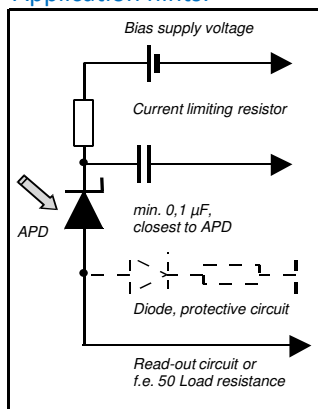 Application hints:
Bias supply voltage
Current limiting resistor
min. 0,1 µF,
closest to APD
APD
Diode, protective circuit
Read-out circuit or
f.e. 50 Load resistance